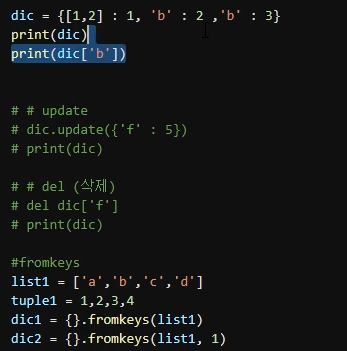 dic = {[1,2] : 1, 'b' : 2 ,'b' : 3}
print(dic)
print(dic['b'])
# # update
# dic.update({'f' : 5})
# print(dic)
# # del (삭제)
# del dic['f']
# print(dic)
#fromkeys
list1 = ['a','b','c','d']
tuple1 = 1,2,3,4
dic1 = {}.fromkeys(list1)
dic2 = {}.fromkeys(list1, 1)